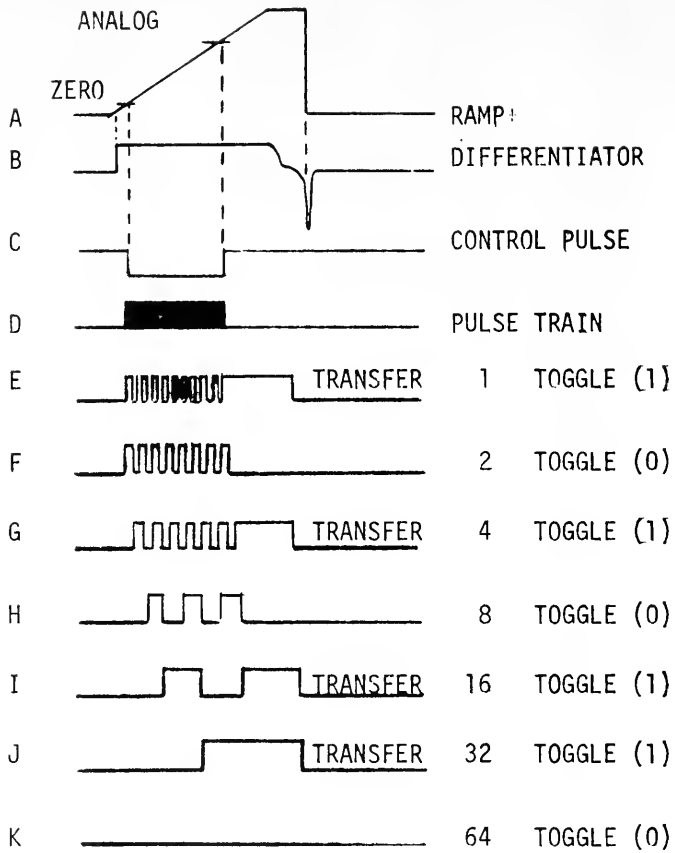 ANALOG
ZERO
A RAMP
B DIFFERENTIATOR
C CONTROL PULSE
D PULSE TRAIN
E TRANSFER 1 TOGGLE (1)
F 2 TOGGLE (0)
G TRANSFER 4 TOGGLE (1)
H 8 TOGGLE (0)
I TRANSFER 16 TOGGLE (1)
J TRANSFER 32 TOGGLE (1)
K 64 TOGGLE (0)